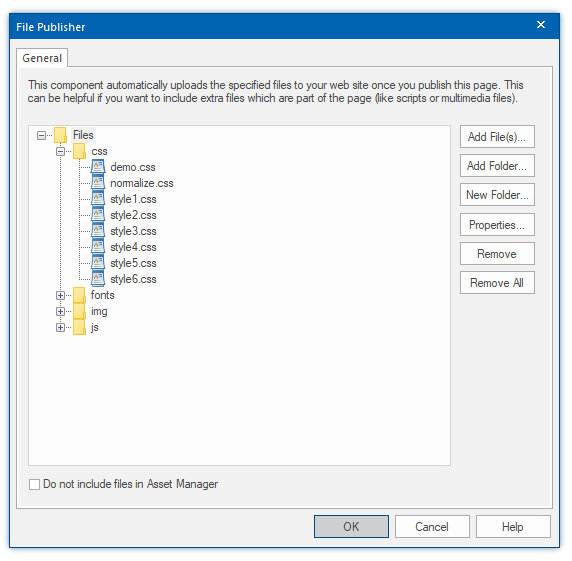 File Publisher
General
This component automatically uploads the specified files to your web site once you publish this page. This
can be helpful if you want to include extra files which are part of the page (like scripts or multimedia files).
Files
css
demo.css
normalize.css
style1.css
style2.css
style3.css
style4.css
style5.css
style6.css
fonts
img
js
Add File(s)...
Add Folder...
New Folder...
Properties...
Remove
Remove All
Do not include files in Asset Manager
OK
Cancel
Help